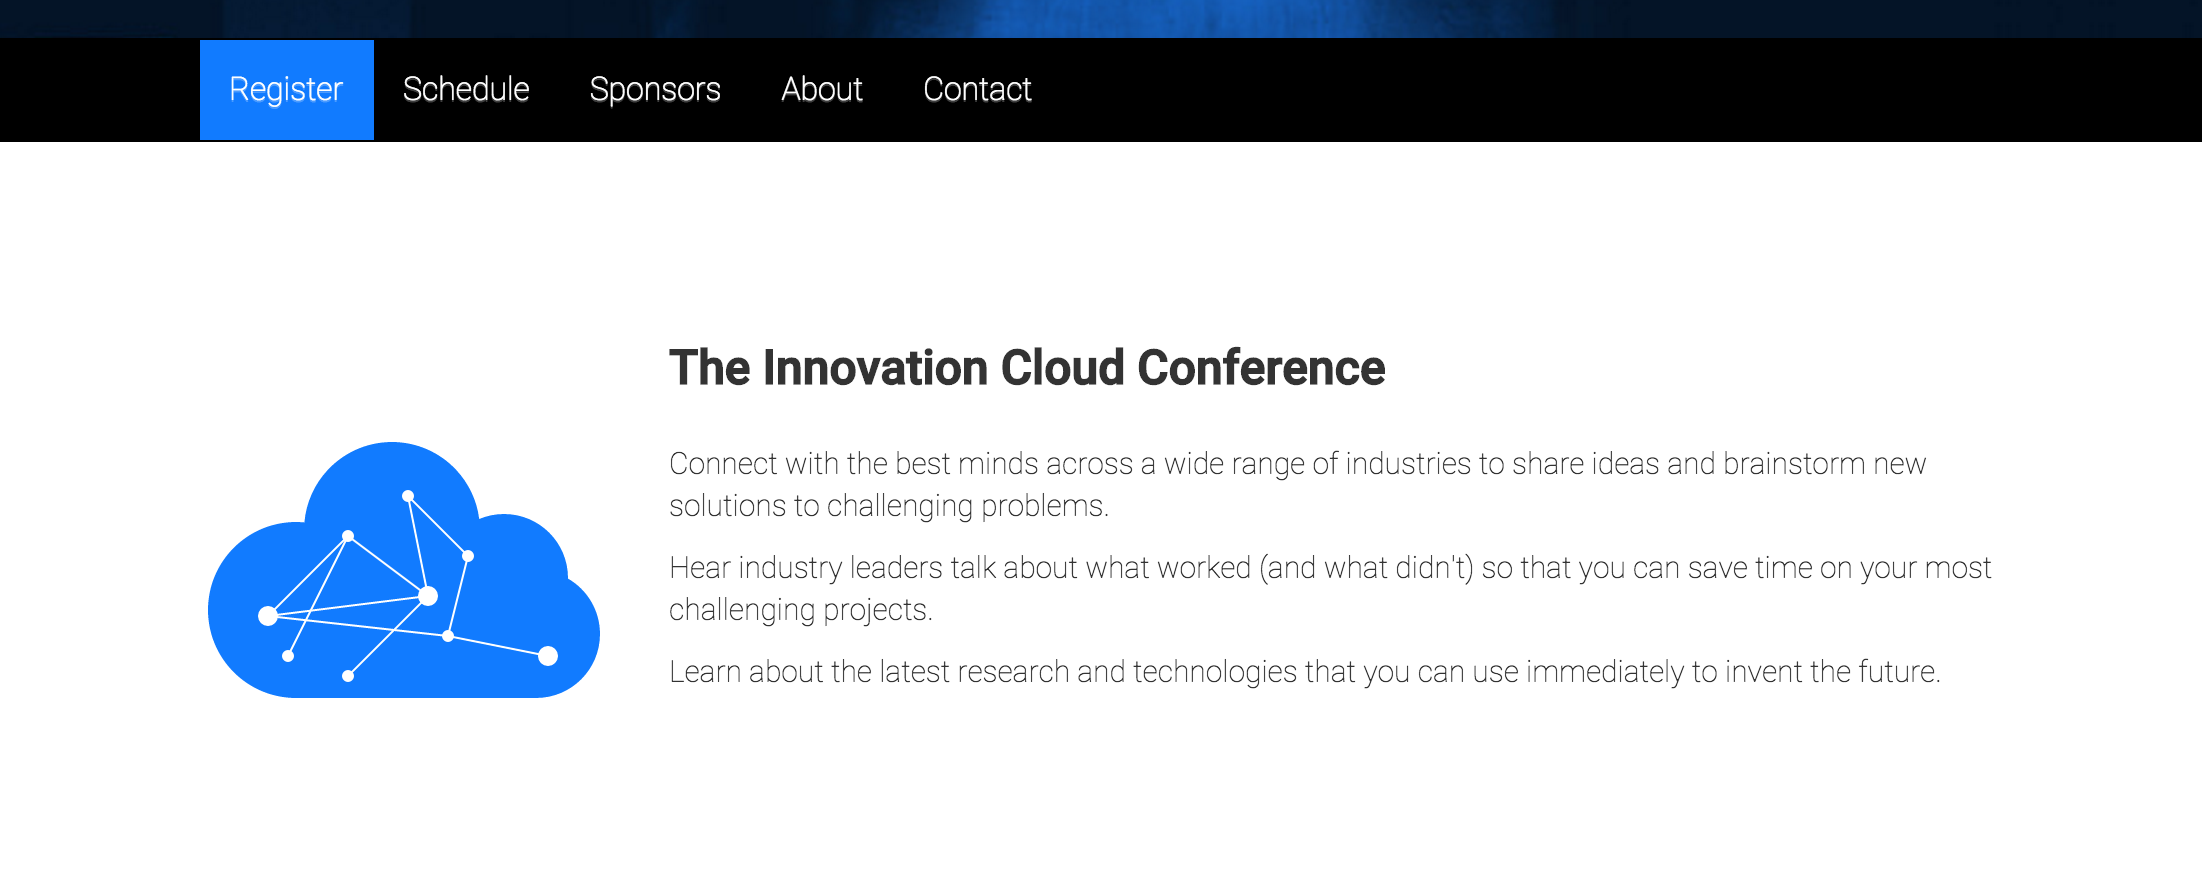 Register Schedule Sponsors About Contact
The Innovation Cloud Conference
Connect with the best minds across a wide range of industries to share ideas and brainstorm new
solutions to challenging problems.
Hear industry leaders talk about what worked (and what didn't) so that you can save time on your most
challenging projects.
Learn about the latest research and technologies that you can use immediately to invent the future.